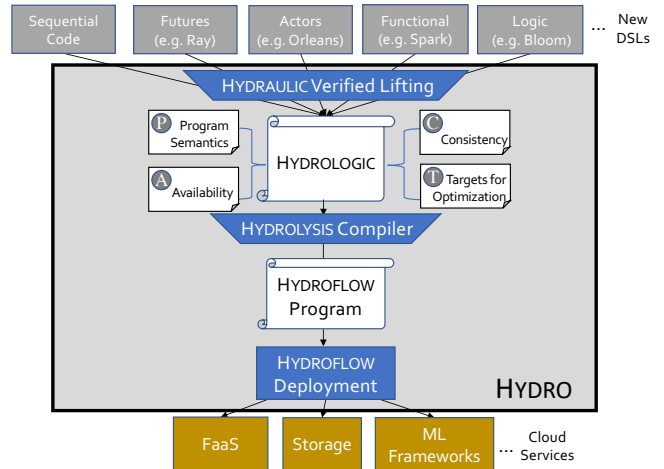 Sequential
Code
Futures
(e.g. Ray)
Actors
(e.g. Orleans)
Functional
(e.g. Spark)
Logic
(e.g. Bloom)
... New
DSLs
HYDRAULIC Verified Lifting
P Program
Semantics
C Consistency
HYDROLOGIC
A Availability
T Targets for
Optimization
HYDROLYSIS Compiler
HYDROFLOW
Program
HYDROFLOW
Deployment
HYDRO
FaaS
Storage
ML
Frameworks
... Cloud
Services